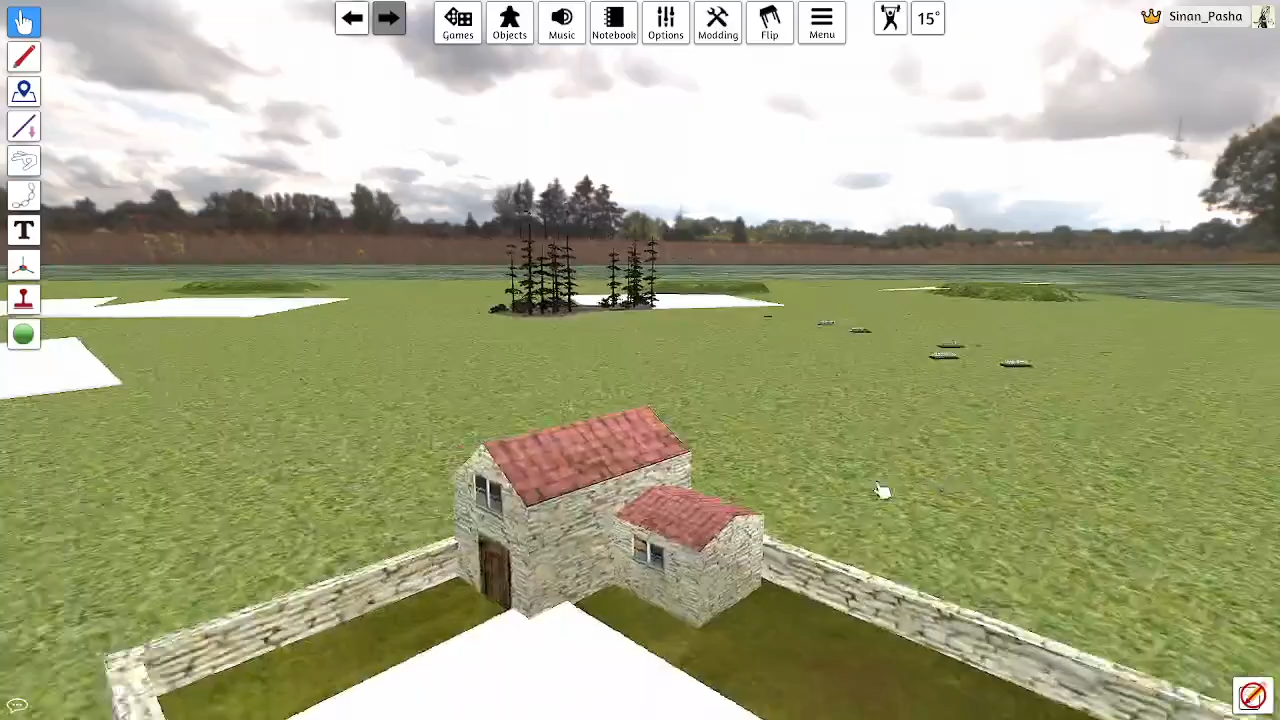 Games
Objects
Music
Notebook
Options
Modding
Flip
Menu
15°
Sinan_Pasha
T